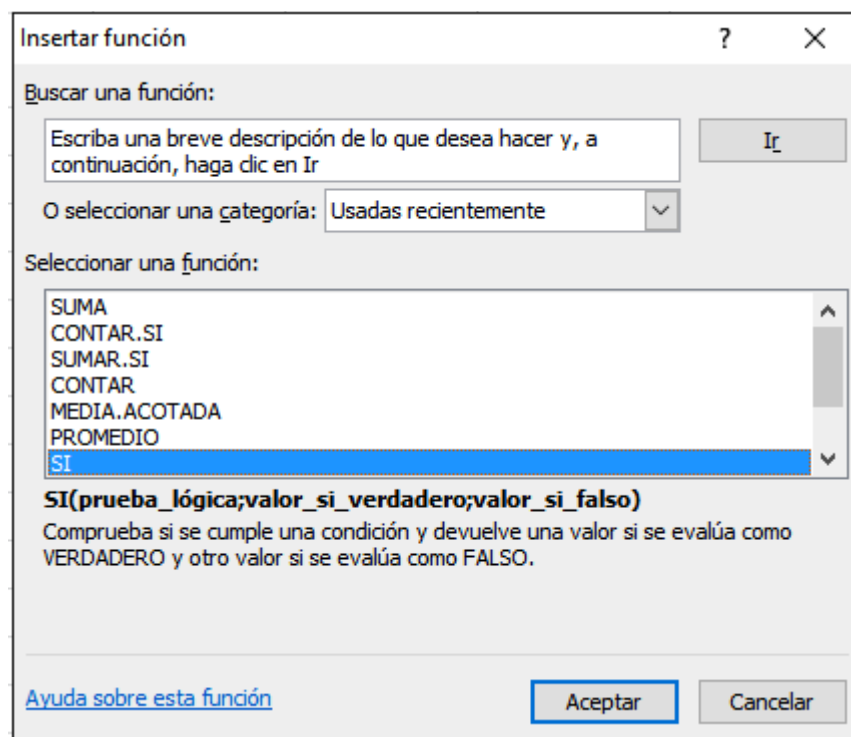 Insertar función
?
Buscar una función:
Escriba una breve descripción de lo que desea hacer y, a
continuación, haga clic en Ir
Ir
O seleccionar una categoría: Usadas recientemente
Seleccionar una función:
SUMA
CONTAR.SI
SUMAR.SI
CONTAR
MEDIA.ACOTADA
PROMEDIO
SI
SI(prueba_lógica;valor_si_verdadero;valor_si_falso)
Comprueba si se cumple una condición y devuelve una valor si se evalúa como
VERDADERO y otro valor si se evalúa como FALSO.
Ayuda sobre esta función
Aceptar
Cancelar